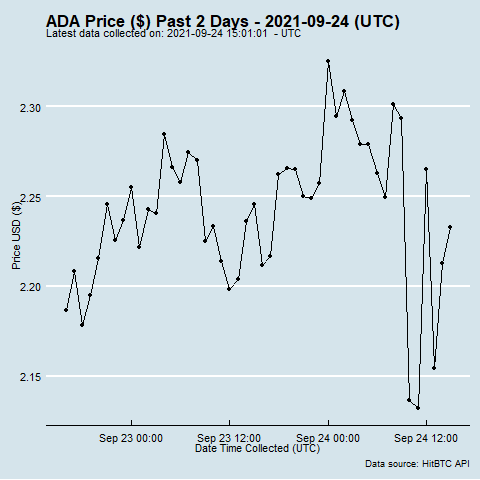 ADA Price ($) Past 2 Days - 2021-09-24 (UTC)
Latest data collected on: 2021-09-24 15:01:01  - UTC
2.30
2.25
2.20
2.15
Price USD ($)
Sep 23 00:00 Sep 23 12:00 Sep 24 00:00 Sep 24 12:00
Date Time Collected (UTC)
Data source: HitBTC API